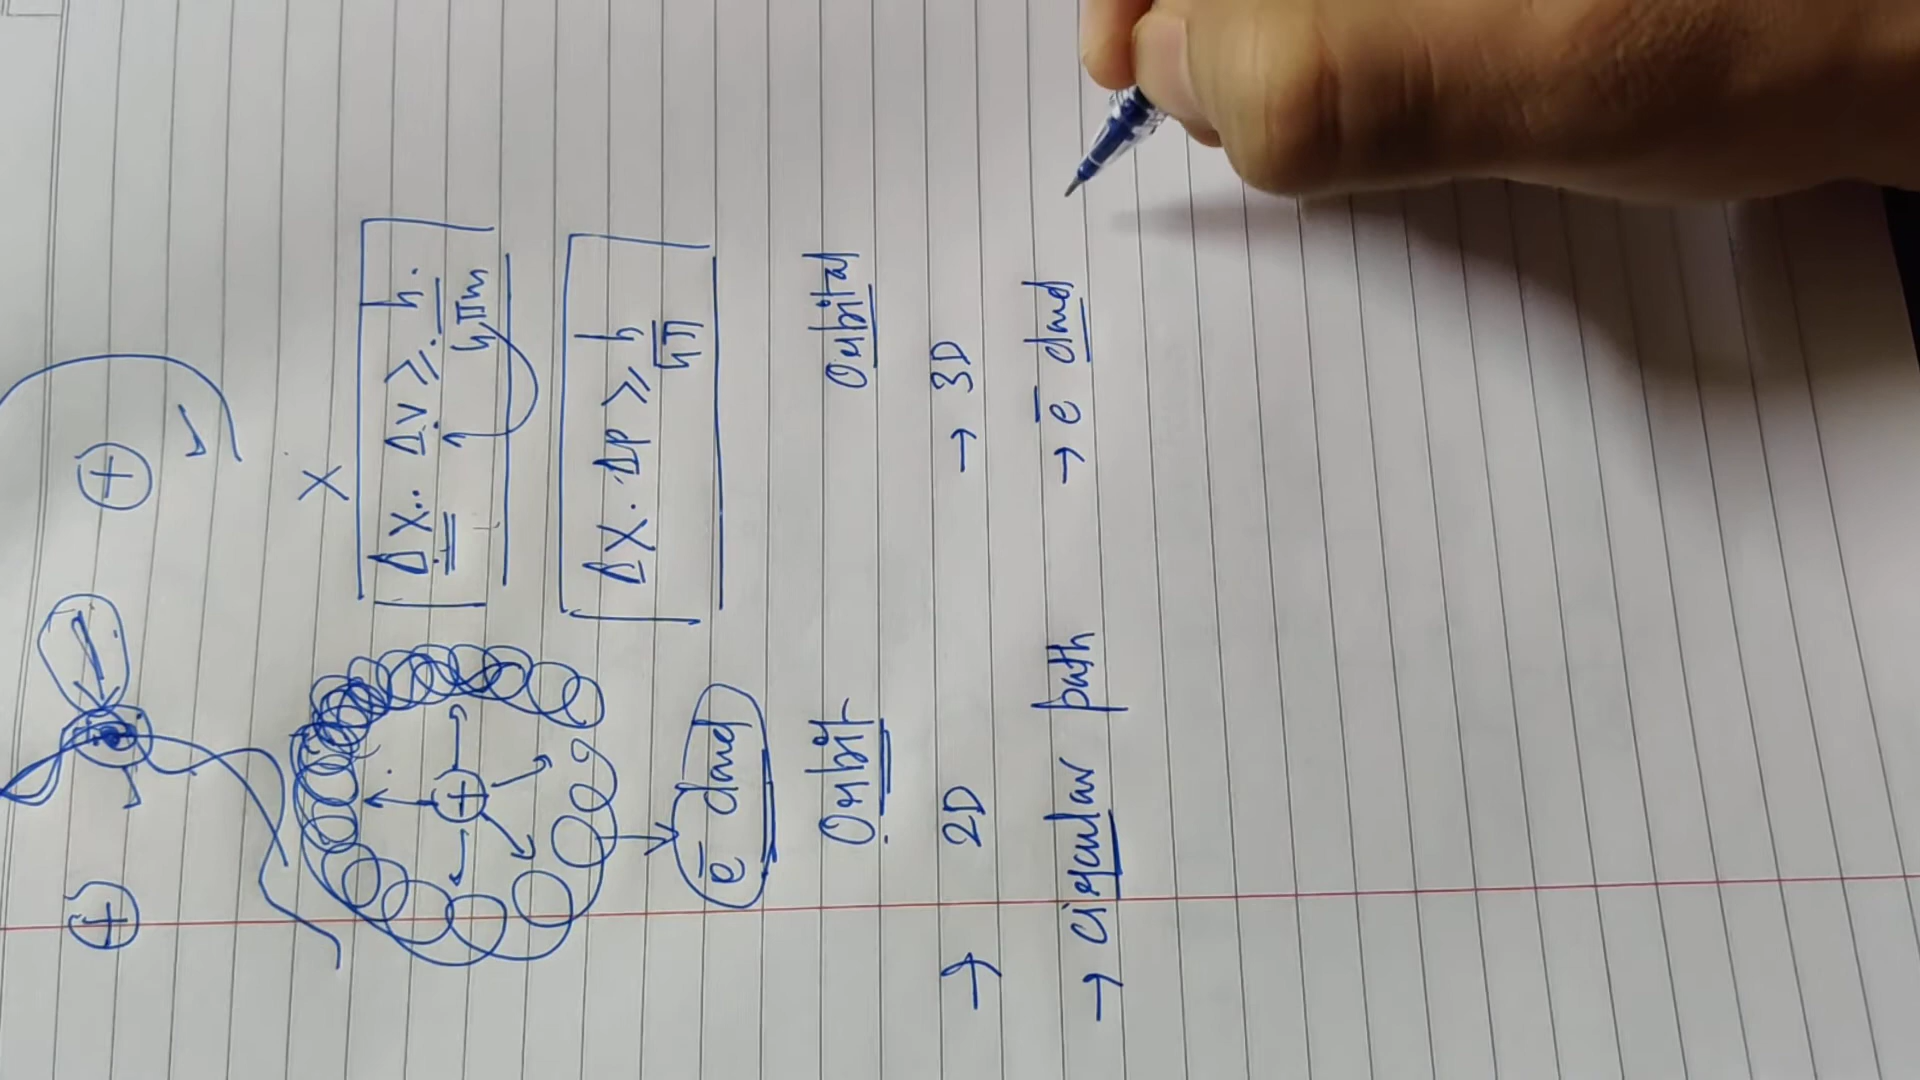 + +
X
Δx. Δv ≥ h/4πm
Δx. Δp ≥ h/4π
+
ē cloud
Orbit Orbital
→ 2D → 3D
→ Circular path → ē cloud